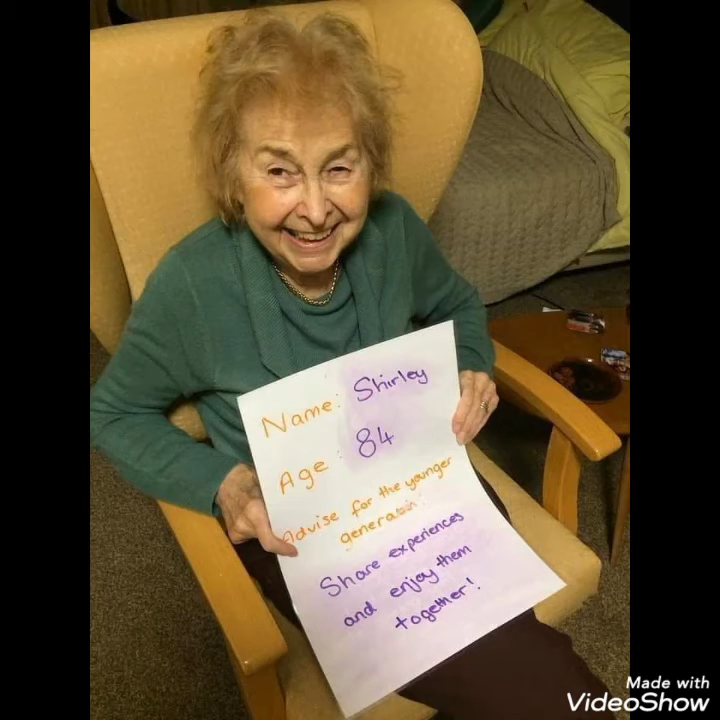 Name: Shirley
Age: 84
Advise for the younger
generation:
Share experiences
and enjoy them
together!
Made with
VideoShow